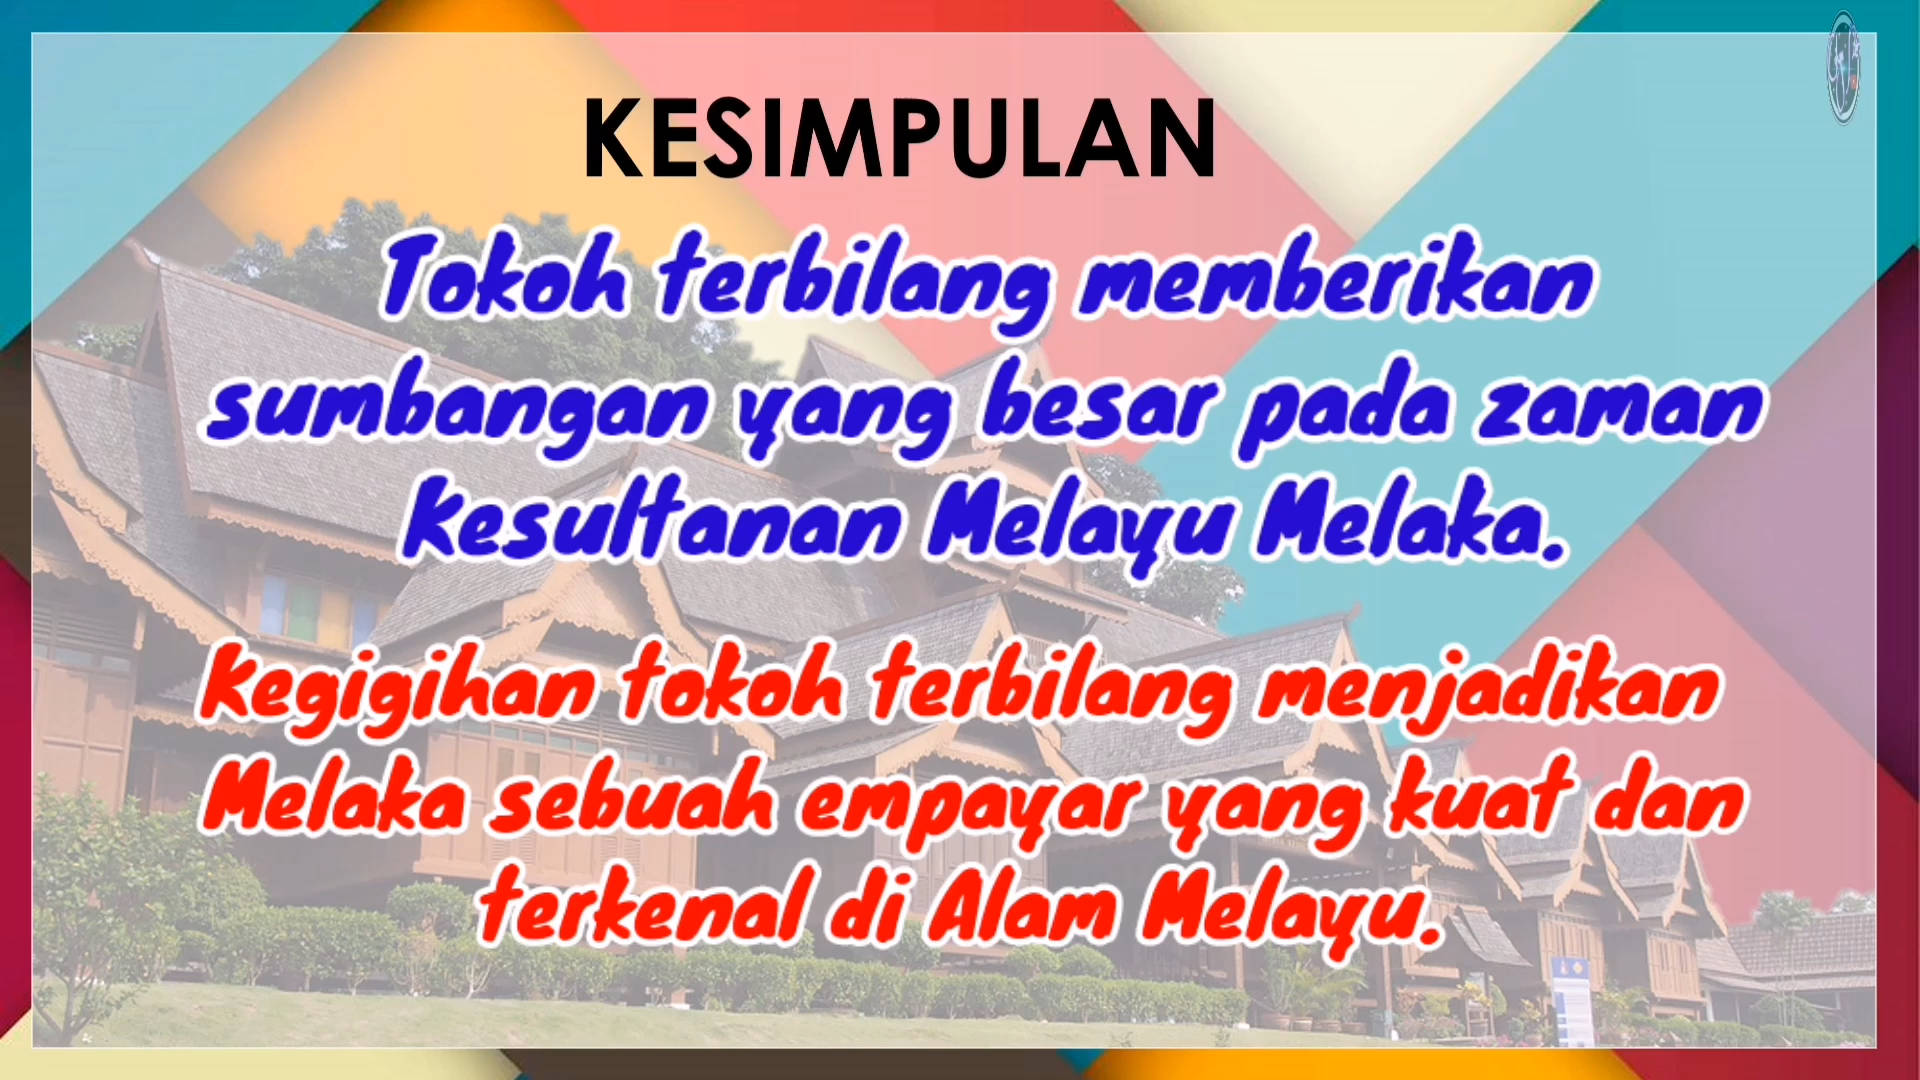 KESIMPULAN
Tokoh terbilang memberikan
sumbangan yang besar pada zaman
Kesultanan Melayu Melaka.
Kegigihan tokoh terbilang menjadikan
Melaka sebuah empayar yang kuat dan
terkenal di Alam Melayu.